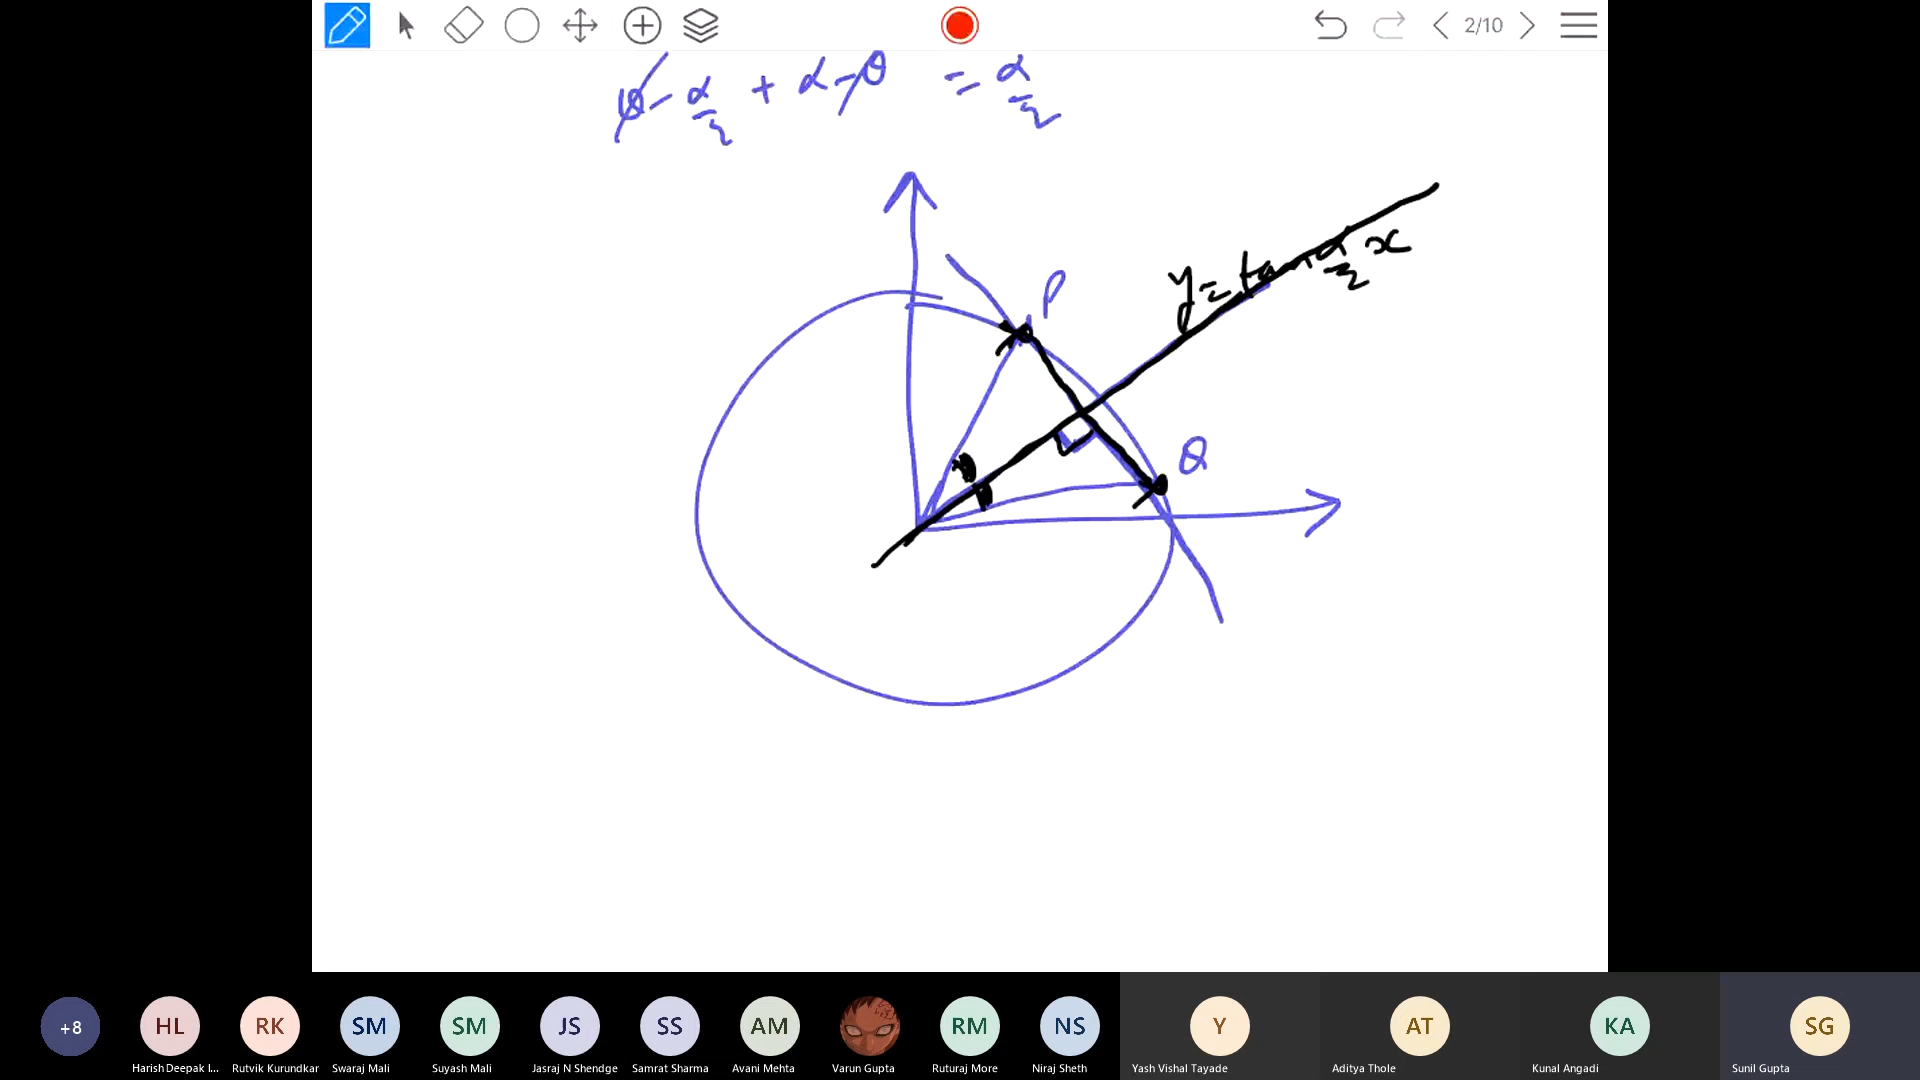 2/10
θ - α/2 + α - θ = α/2
P
y = tan α/2 x
Q
+8
HL
RK
SM
SM
JS
SS
AM
RM
NS
Y
AT
KA
SG
Harish Deepak I...
Rutvik Kurundkar
Swaraj Mali
Suyash Mali
Jasraj N Shendge
Samrat Sharma
Avani Mehta
Varun Gupta
Ruturaj More
Niraj Sheth
Yash Vishal Tayade
Aditya Thole
Kunal Angadi
Sunil Gupta